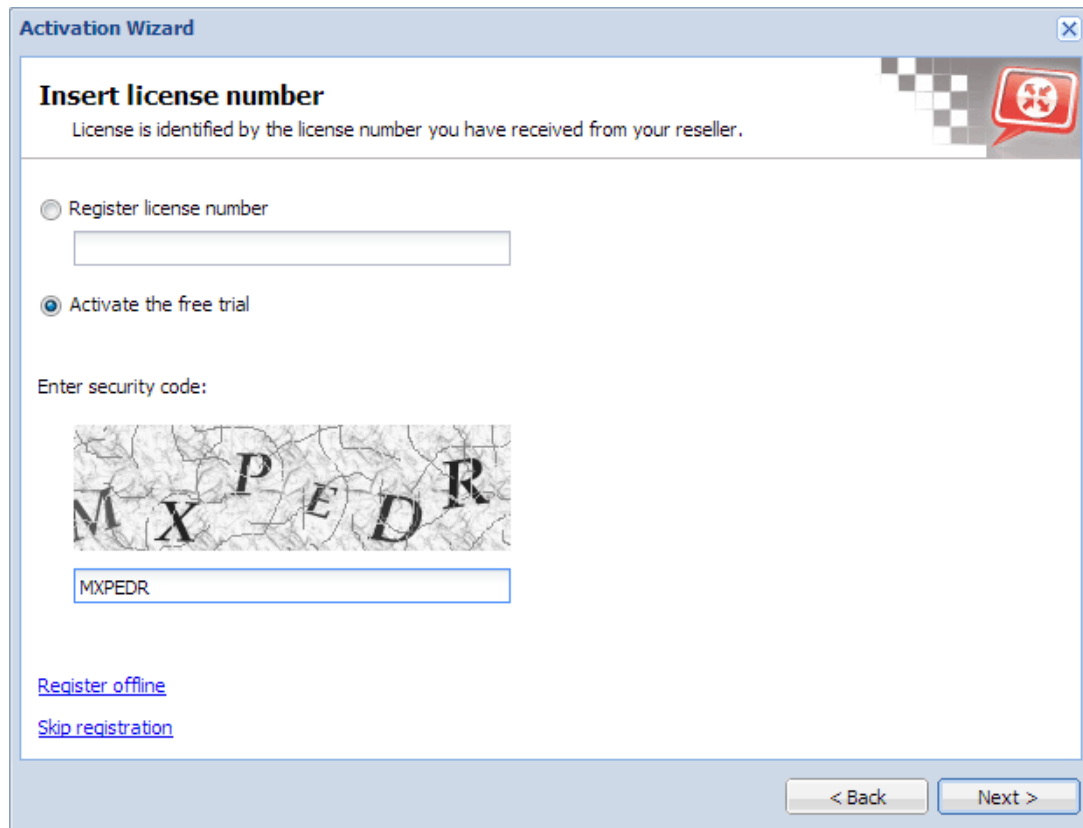 Activation Wizard
Insert license number
License is identified by the license number you have received from your reseller.
Register license number
Activate the free trial
Enter security code:
MXPEDR
MXPEDR
Register offline
Skip registration
< Back
Next >